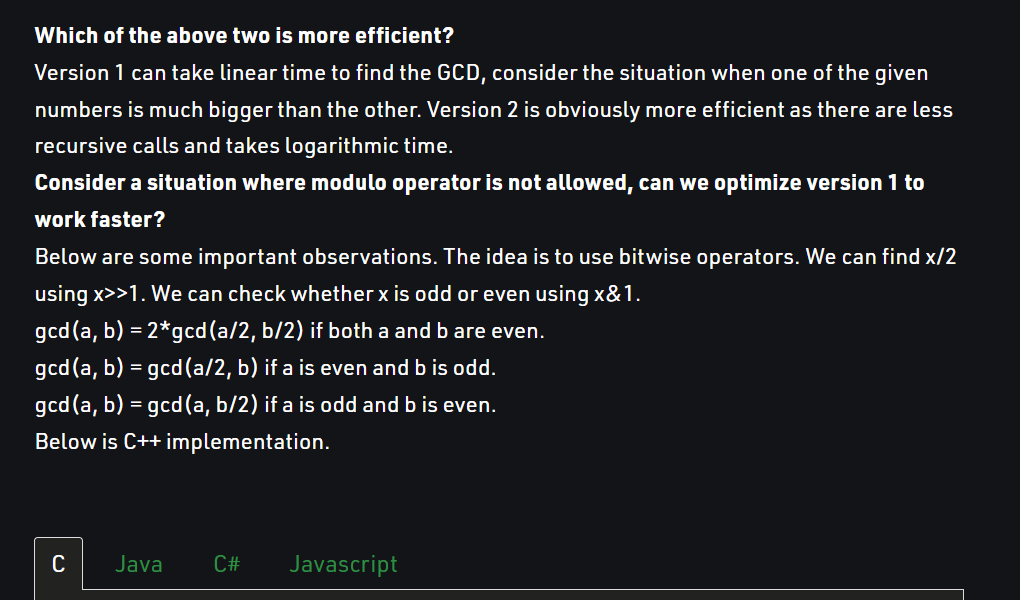 Which of the above two is more efficient?
Version 1 can take linear time to find the GCD, consider the situation when one of the given
numbers is much bigger than the other. Version 2 is obviously more efficient as there are less
recursive calls and takes logarithmic time.
Consider a situation where modulo operator is not allowed, can we optimize version 1 to
work faster?
Below are some important observations. The idea is to use bitwise operators. We can find x/2
using x>>1. We can check whether x is odd or even using x&1.
gcd(a, b) = 2*gcd(a/2, b/2) if both a and b are even.
gcd(a, b) = gcd(a/2, b) if a is even and b is odd.
gcd(a, b) = gcd(a, b/2) if a is odd and b is even.
Below is C++ implementation.
C Java C# Javascript